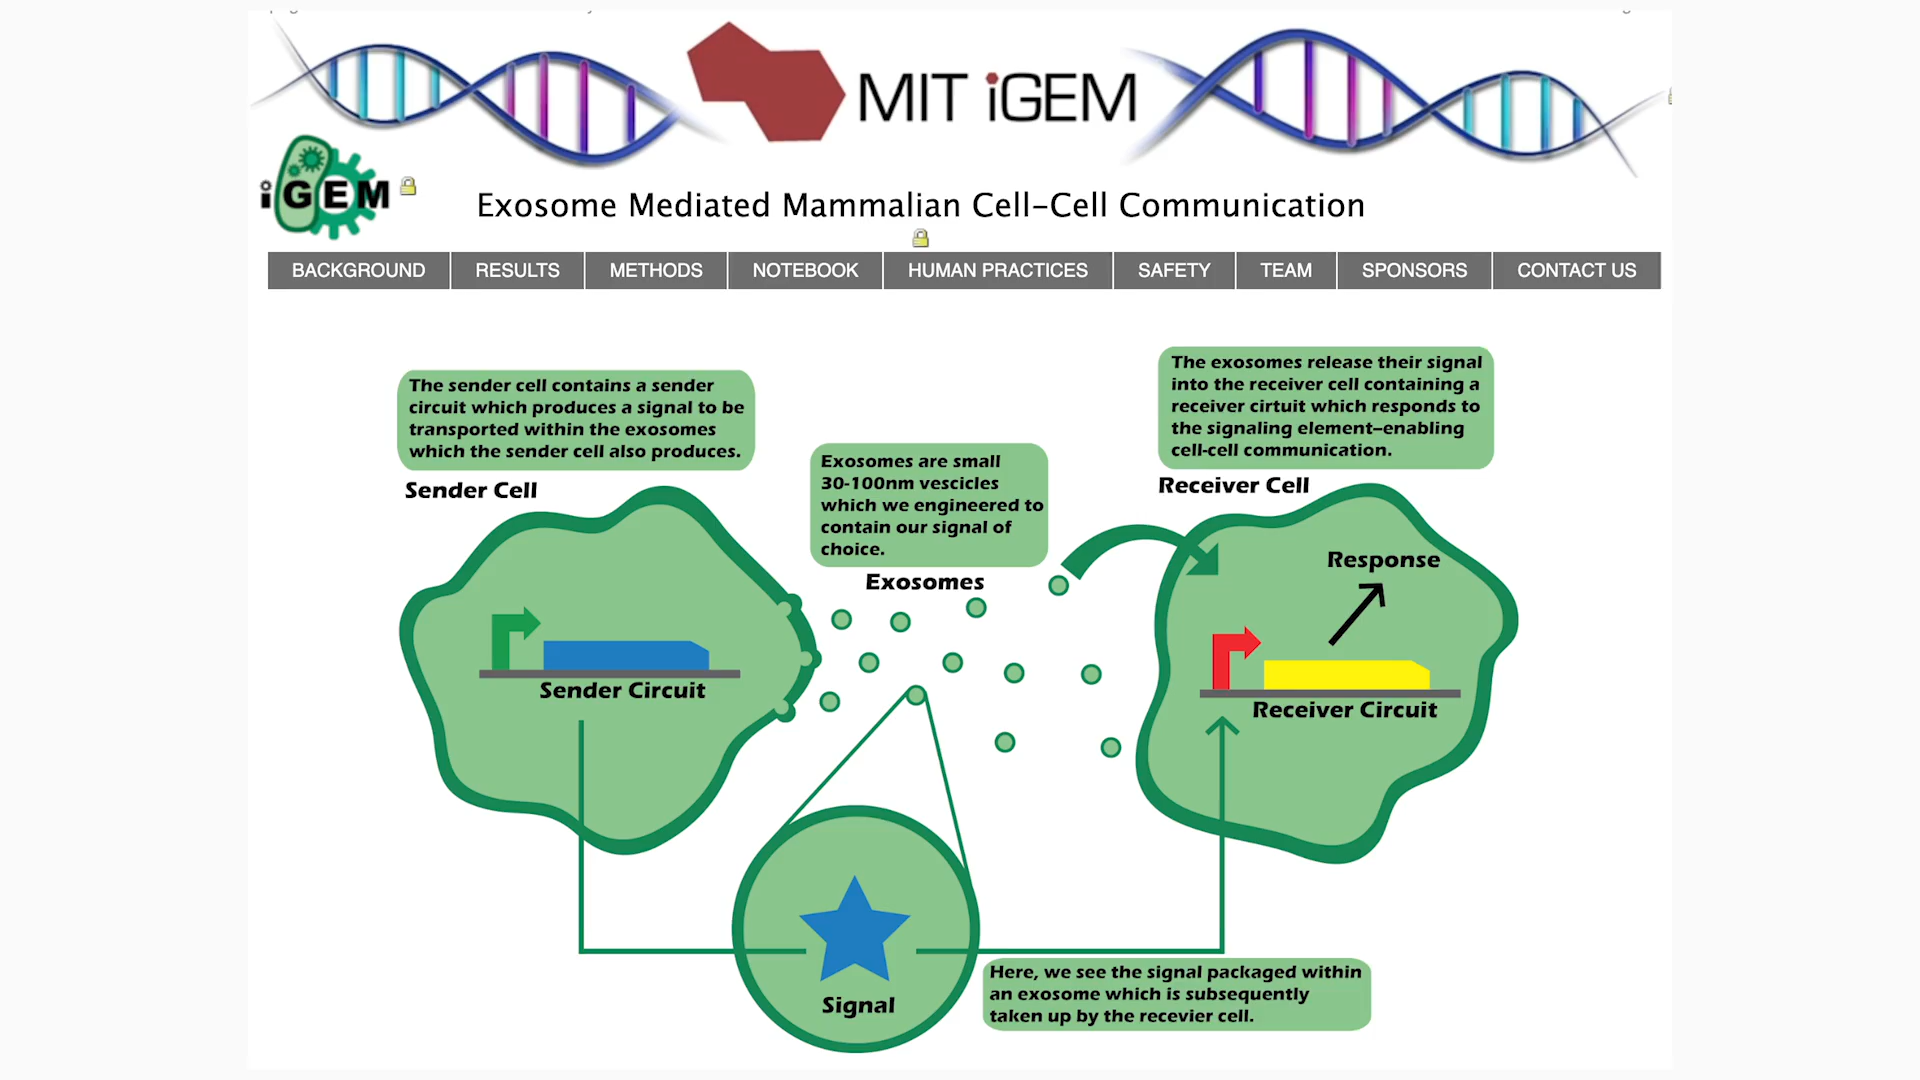 MIT iGEM
iGEM
Exosome Mediated Mammalian Cell-Cell Communication
BACKGROUND RESULTS METHODS NOTEBOOK HUMAN PRACTICES SAFETY TEAM SPONSORS CONTACT US
The sender cell contains a sender
circuit which produces a signal to be
transported within the exosomes
which the sender cell also produces.
Sender Cell
Sender Circuit
Exosomes are small
30-100nm vescicles
which we engineered to
contain our signal of
choice.
Exosomes
The exosomes release their signal
into the receiver cell containing a
receiver cirtuit which responds to
the signaling element–enabling
cell-cell communication.
Receiver Cell
Response
Receiver Circuit
Signal
Here, we see the signal packaged within
an exosome which is subsequently
taken up by the recevier cell.